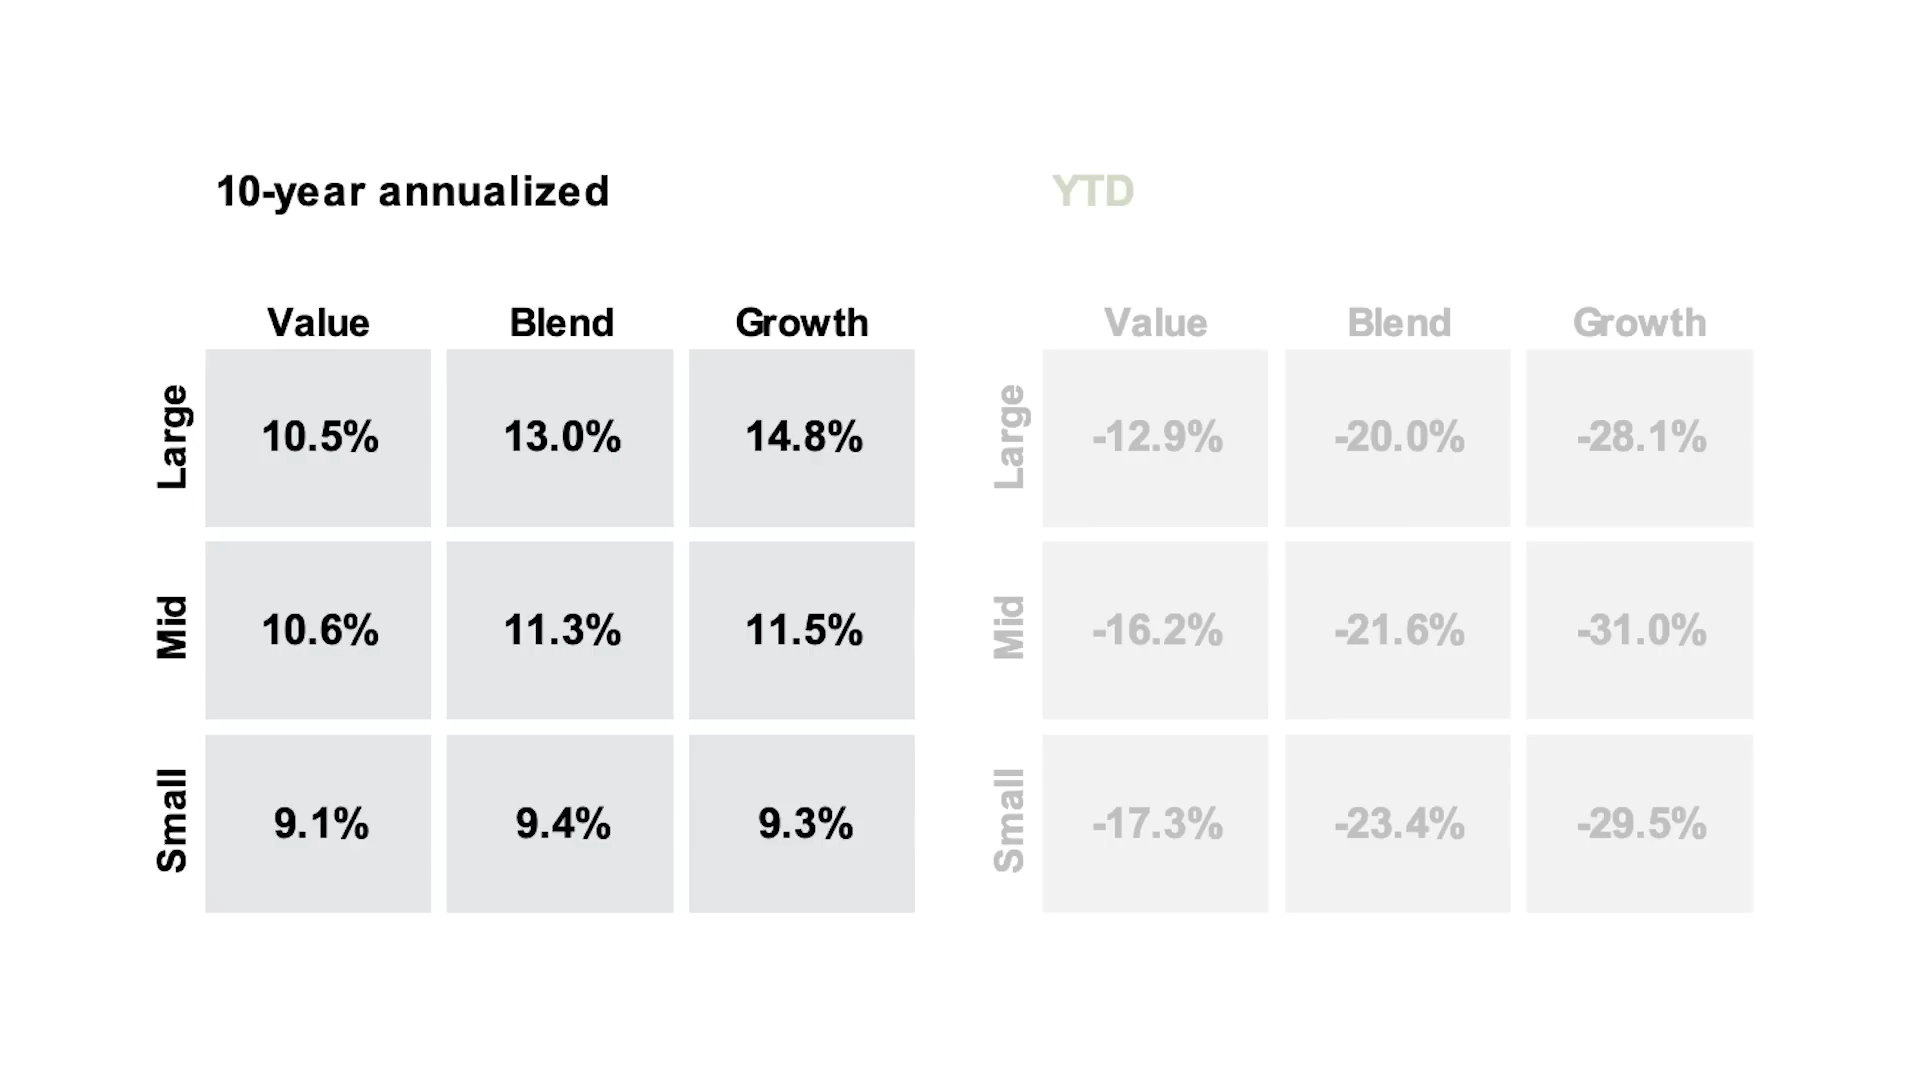 10-year annualized
Value Blend Growth
Large 10.5% 13.0% 14.8%
Mid 10.6% 11.3% 11.5%
Small 9.1% 9.4% 9.3%
YTD
Value Blend Growth
Large -12.9% -20.0% -28.1%
Mid -16.2% -21.6% -31.0%
Small -17.3% -23.4% -29.5%